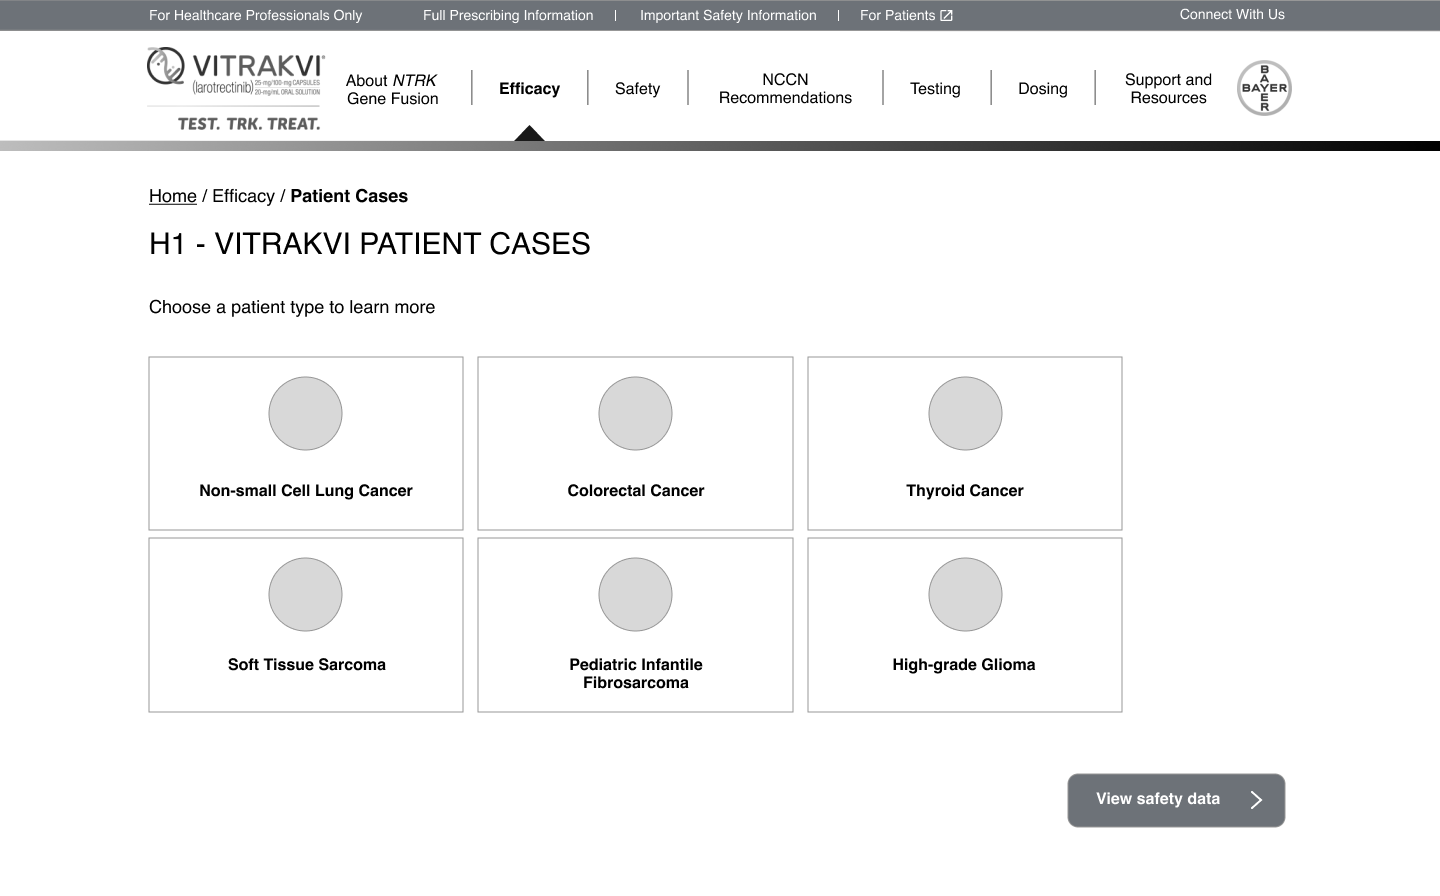 For Healthcare Professionals Only
Full Prescribing Information
Important Safety Information
For Patients
Connect With Us
VITRAKVI®
(larotrectinib) 25 mg/100 mg CAPSULES
20 mg/mL ORAL SOLUTION
TEST. TRK. TREAT.
About NTRK
Gene Fusion
Efficacy
Safety
NCCN
Recommendations
Testing
Dosing
Support and
Resources
BAYER
BAYER
Home / Efficacy / Patient Cases
H1 - VITRAKVI PATIENT CASES
Choose a patient type to learn more
Non-small Cell Lung Cancer
Colorectal Cancer
Thyroid Cancer
Soft Tissue Sarcoma
Pediatric Infantile
Fibrosarcoma
High-grade Glioma
View safety data